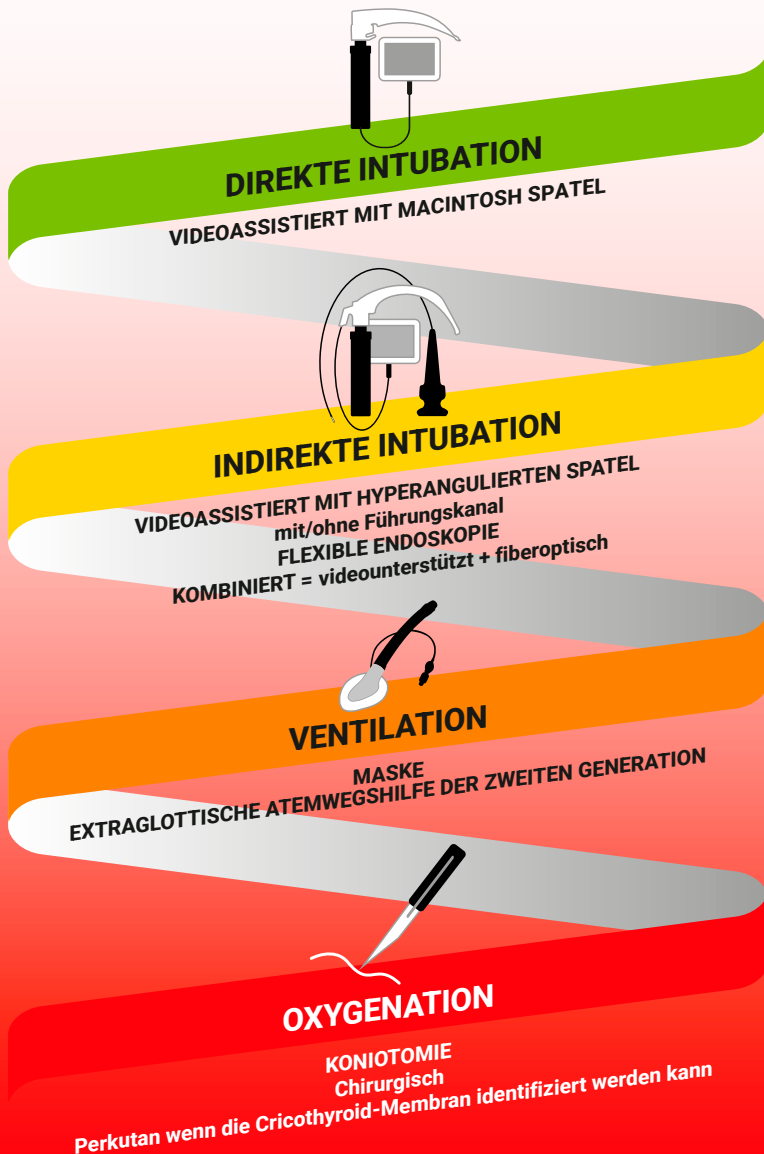 DIREKTE INTUBATION
VIDEOASSISTIERT MIT MACINTOSH SPATEL
INDIREKTE INTUBATION
VIDEOASSISTIERT MIT HYPERANGULIERTEN SPATEL
mit/ohne Führungskanal
FLEXIBLE ENDOSKOPIE
KOMBINIERT = videounterstützt + fiberoptisch
VENTILATION
MASKE
EXTRAGLOTTISCHE ATEMWEGSHILFE DER ZWEITEN GENERATION
OXYGENATION
KONIOTOMIE
Chirurgisch
Perkutan wenn die Cricothyroid-Membran identifiziert werden kann